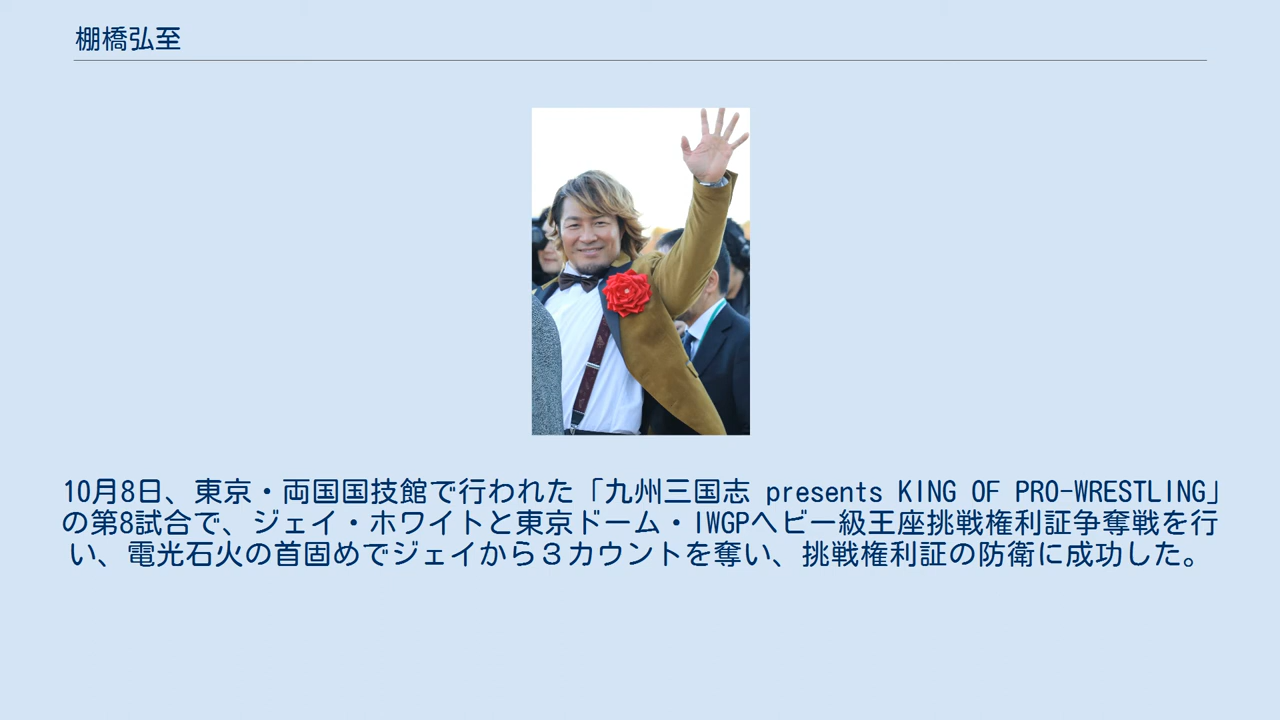 棚橋弘至
10月8日、東京・両国国技館で行われた「九州三国志 presents KING OF PRO-WRESTLING」
の第8試合で、ジェイ・ホワイトと東京ドーム・IWGPヘビー級王座挑戦権利証争奪戦を行
い、電光石火の首固めでジェイから３カウントを奪い、挑戦権利証の防衛に成功した。